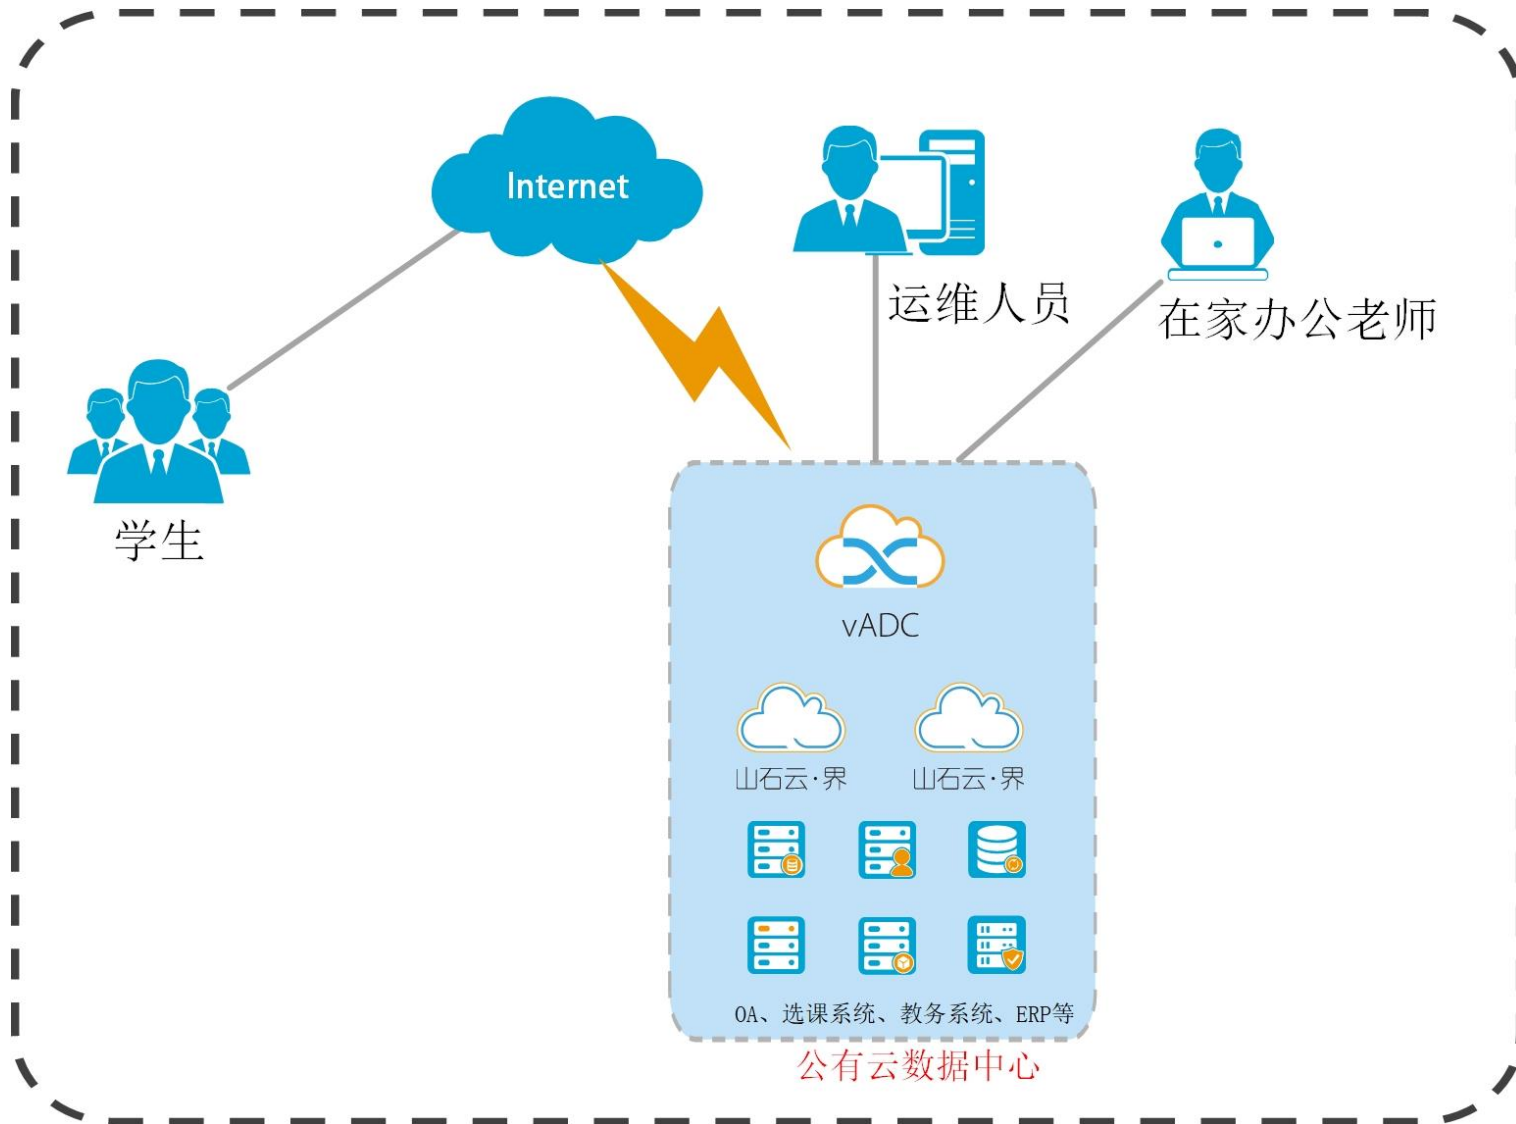 Internet
运维人员
在家办公老师
学生
vADC
山石云·界
山石云·界
OA、选课系统、教务系统、ERP等
公有云数据中心